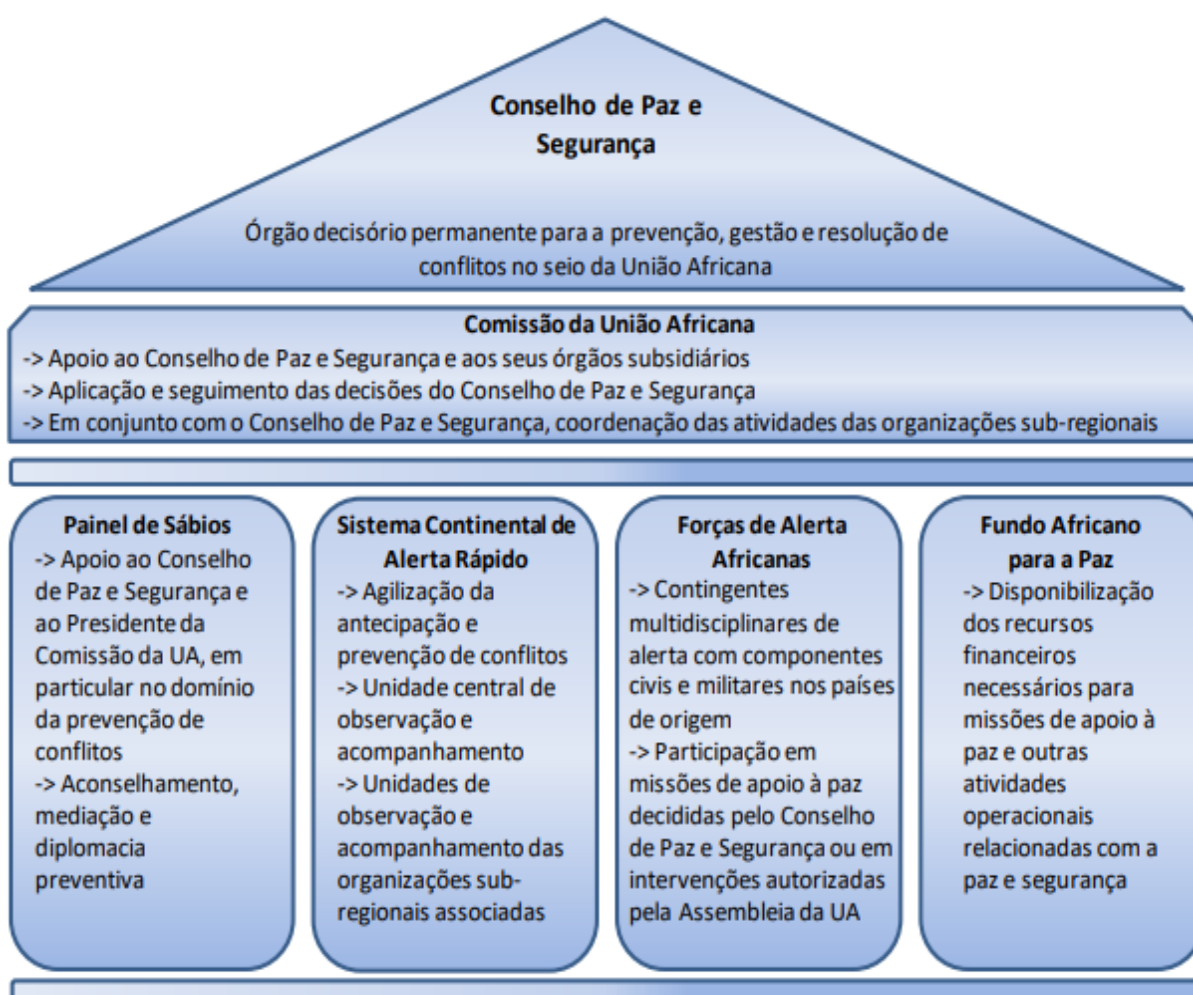 Conselho de Paz e
Segurança
Órgão decisório permanente para a prevenção, gestão e resolução de
conflitos no seio da União Africana
Comissão da União Africana
-> Apoio ao Conselho de Paz e Segurança e aos seus órgãos subsidiários
-> Aplicação e seguimento das decisões do Conselho de Paz e Segurança
-> Em conjunto com o Conselho de Paz e Segurança, coordenação das atividades das organizações sub-regionais
Painel de Sábios
-> Apoio ao Conselho
de Paz e Segurança e
ao Presidente da
Comissão da UA, em
particular no domínio
da prevenção de
conflitos
-> Aconselhamento,
mediação e
diplomacia
preventiva
Sistema Continental de
Alerta Rápido
-> Agilização da
antecipação e
prevenção de conflitos
-> Unidade central de
observação e
acompanhamento
-> Unidades de
observação e
acompanhamento das
organizações sub-
regionais associadas
Forças de Alerta
Africanas
-> Contingentes
multidisciplinares de
alerta com componentes
civis e militares nos países
de origem
-> Participação em
missões de apoio à paz
decididas pelo Conselho
de Paz e Segurança ou em
intervenções autorizadas
pela Assembleia da UA
Fundo Africano
para a Paz
-> Disponibilização
dos recursos
financeiros
necessários para
missões de apoio à
paz e outras
atividades
operacionais
relacionadas com a
paz e segurança